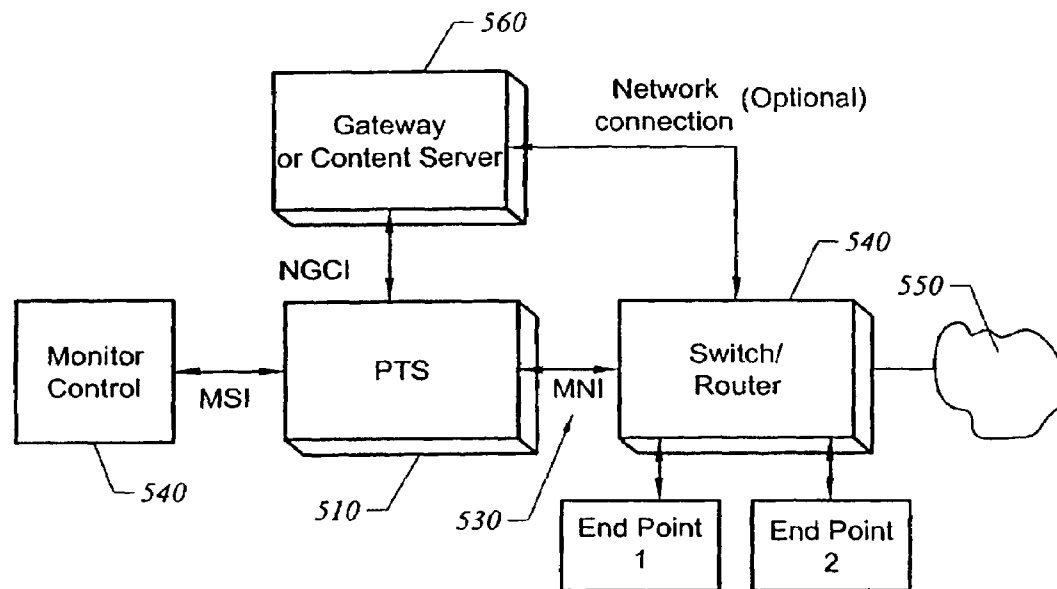 560
Gateway
or Content Server
Network
connection
(Optional)
NGCI
540
550
Monitor
Control
MSI
PTS
MNI
Switch/
Router
540
510
530
End Point
1
End Point
2